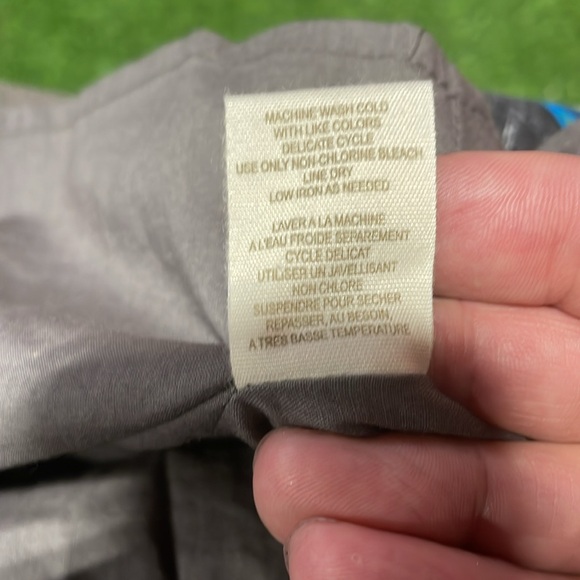 MACHINE WASH COLD
WITH LIKE COLORS
DELICATE CYCLE
USE ONLY NON-CHLORINE BLEACH
LINE DRY
LOW IRON AS NEEDED
LAVER A LA MACHINE
A L'EAU FROIDE SEPAREMENT
CYCLE DELICAT
UTILISER UN JAVELLISANT
NON CHLORE
SUSPENDRE POUR SECHER
REPASSER, AU BESOIN,
A TRES BASSE TEMPERATURE